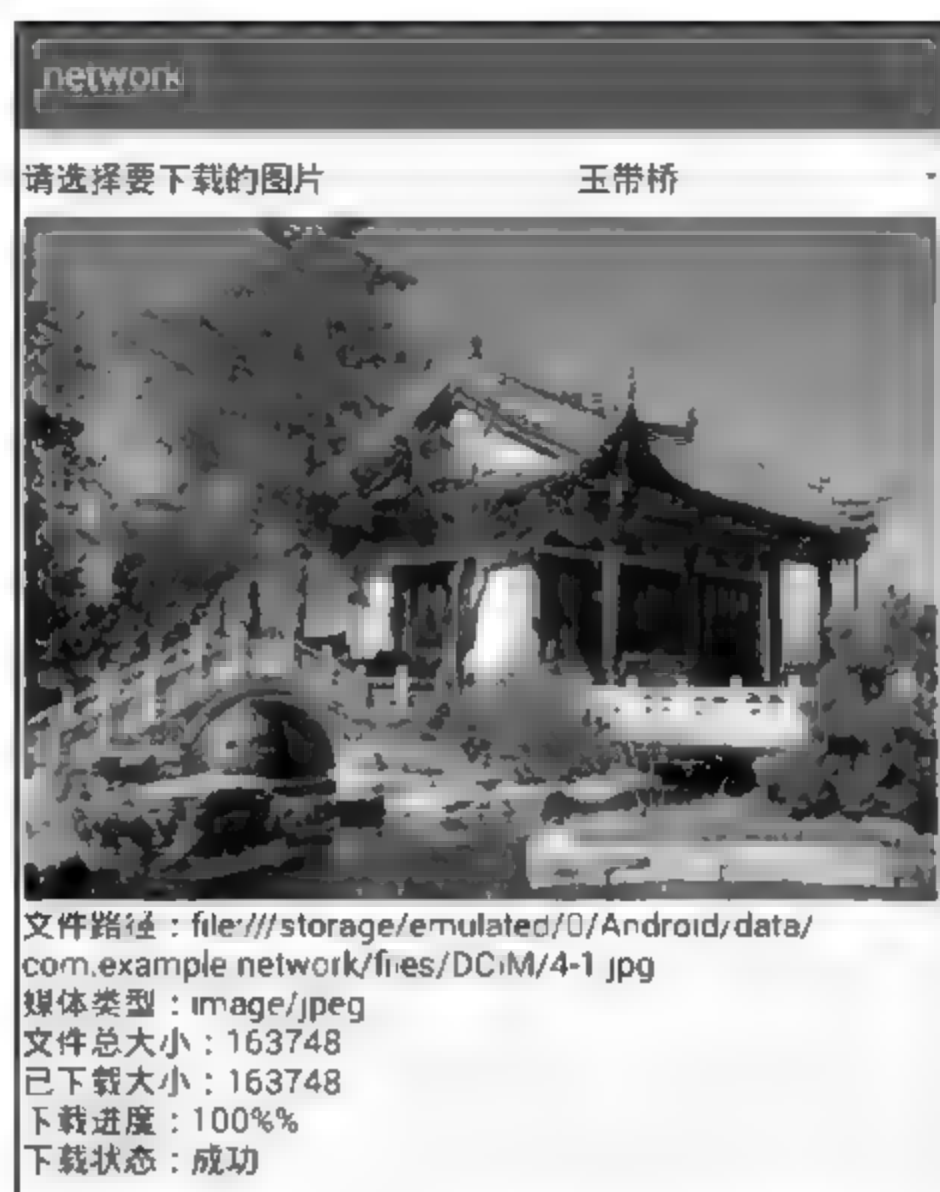 network
请选择要下载的图片 玉带桥
文件路径：file:///storage/emulated/0/Android/data/
com.example.network/files/DCIM/4-1.jpg
媒体类型：image/jpeg
文件总大小：163748
已下载大小：163748
下载进度：100%%
下载状态：成功